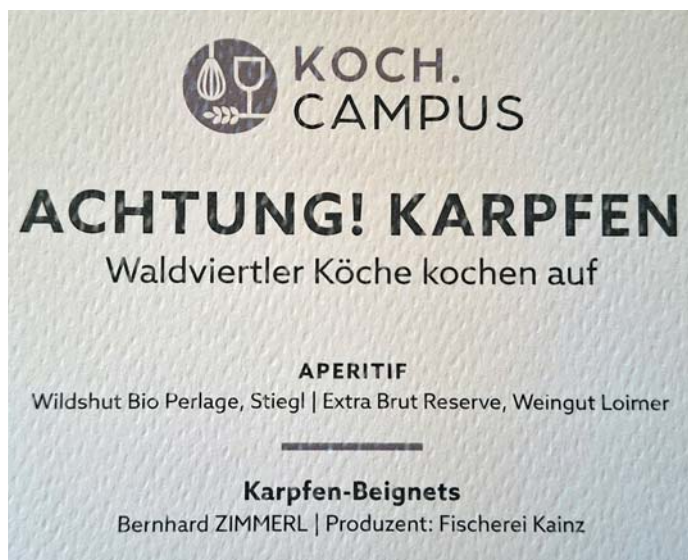 KOCH.
CAMPUS
ACHTUNG! KARPFEN
Waldviertler Köche kochen auf
APERITIF
Wildshut Bio Perlage, Stiegl | Extra Brut Reserve, Weingut Loimer
Karpfen-Beignets
Bernhard ZIMMERL | Produzent: Fischerei Kainz